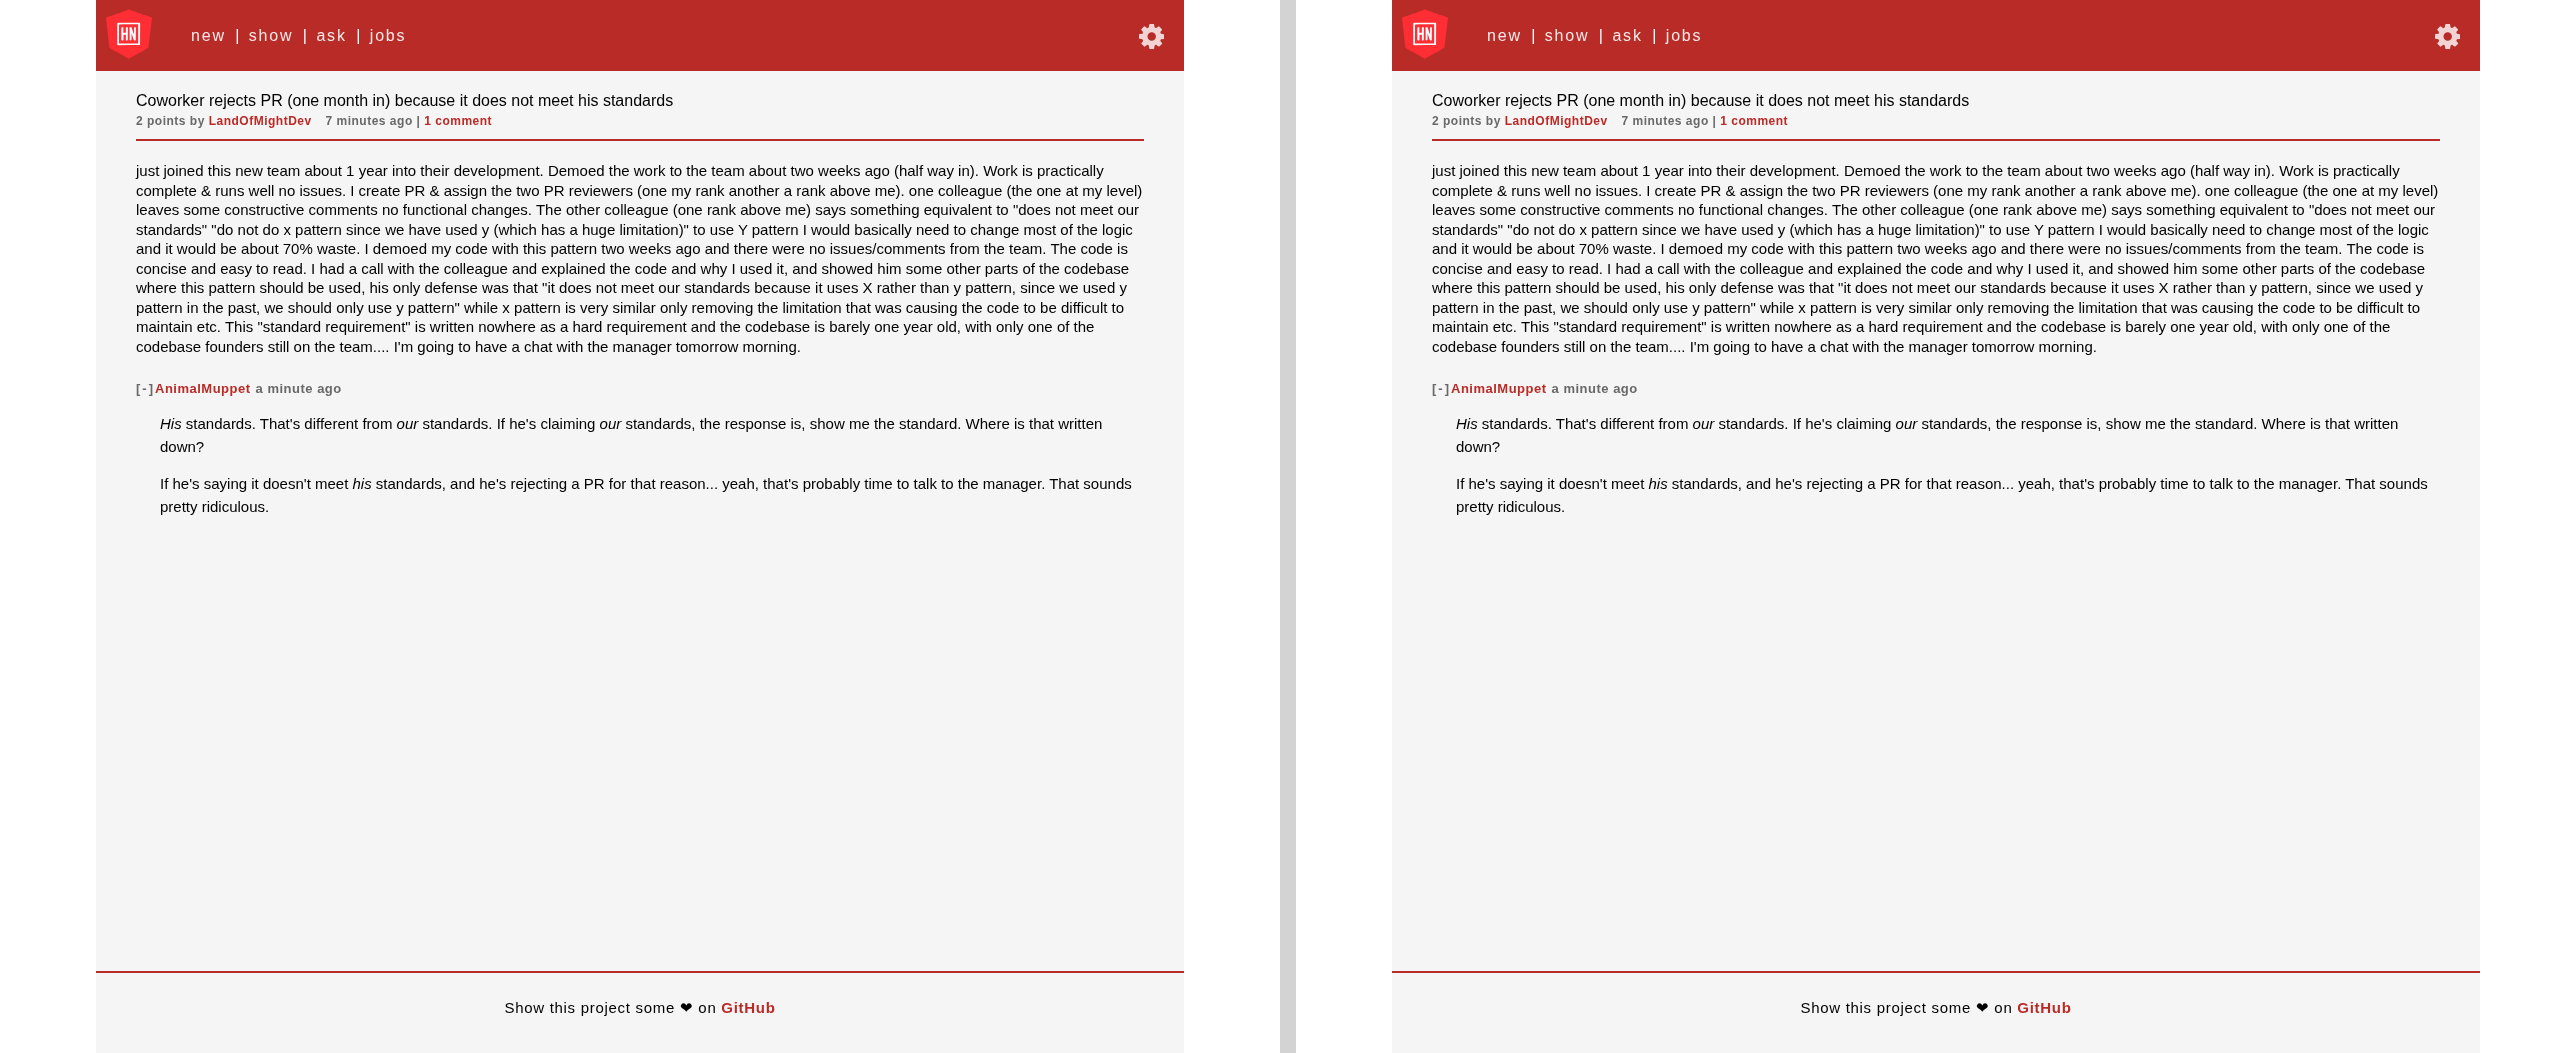 HN
new | show | ask | jobs
Coworker rejects PR (one month in) because it does not meet his standards
2 points by LandOfMightDev 7 minutes ago | 1 comment
just joined this new team about 1 year into their development. Demoed the work to the team about two weeks ago (half way in). Work is practically
complete & runs well no issues. I create PR & assign the two PR reviewers (one my rank another a rank above me). one colleague (the one at my level)
leaves some constructive comments no functional changes. The other colleague (one rank above me) says something equivalent to "does not meet our
standards" "do not do x pattern since we have used y (which has a huge limitation)" to use Y pattern I would basically need to change most of the logic
and it would be about 70% waste. I demoed my code with this pattern two weeks ago and there were no issues/comments from the team. The code is
concise and easy to read. I had a call with the colleague and explained the code and why I used it, and showed him some other parts of the codebase
where this pattern should be used, his only defense was that "it does not meet our standards because it uses X rather than y pattern, since we used y
pattern in the past, we should only use y pattern" while x pattern is very similar only removing the limitation that was causing the code to be difficult to
maintain etc. This "standard requirement" is written nowhere as a hard requirement and the codebase is barely one year old, with only one of the
codebase founders still on the team.... I'm going to have a chat with the manager tomorrow morning.
[-] AnimalMuppet a minute ago
His standards. That's different from our standards. If he's claiming our standards, the response is, show me the standard. Where is that written
down?
If he's saying it doesn't meet his standards, and he's rejecting a PR for that reason... yeah, that's probably time to talk to the manager. That sounds
pretty ridiculous.
Show this project some ❤ on GitHub
HN
new | show | ask | jobs
Coworker rejects PR (one month in) because it does not meet his standards
2 points by LandOfMightDev 7 minutes ago | 1 comment
just joined this new team about 1 year into their development. Demoed the work to the team about two weeks ago (half way in). Work is practically
complete & runs well no issues. I create PR & assign the two PR reviewers (one my rank another a rank above me). one colleague (the one at my level)
leaves some constructive comments no functional changes. The other colleague (one rank above me) says something equivalent to "does not meet our
standards" "do not do x pattern since we have used y (which has a huge limitation)" to use Y pattern I would basically need to change most of the logic
and it would be about 70% waste. I demoed my code with this pattern two weeks ago and there were no issues/comments from the team. The code is
concise and easy to read. I had a call with the colleague and explained the code and why I used it, and showed him some other parts of the codebase
where this pattern should be used, his only defense was that "it does not meet our standards because it uses X rather than y pattern, since we used y
pattern in the past, we should only use y pattern" while x pattern is very similar only removing the limitation that was causing the code to be difficult to
maintain etc. This "standard requirement" is written nowhere as a hard requirement and the codebase is barely one year old, with only one of the
codebase founders still on the team.... I'm going to have a chat with the manager tomorrow morning.
[-] AnimalMuppet a minute ago
His standards. That's different from our standards. If he's claiming our standards, the response is, show me the standard. Where is that written
down?
If he's saying it doesn't meet his standards, and he's rejecting a PR for that reason... yeah, that's probably time to talk to the manager. That sounds
pretty ridiculous.
Show this project some ❤ on GitHub